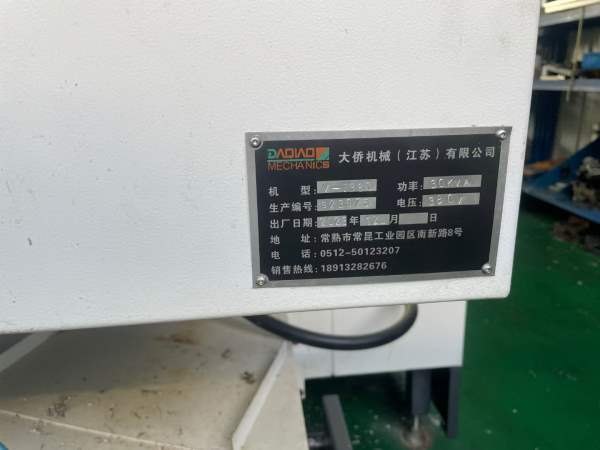 DAQIAO
MECHANICS
大侨机械（江苏）有限公司
机 型: 功率: 30KVA
生产编号: 电压: 380V
出厂日期: 年 月 日
地 址: 常熟市常昆工业园区南新路8号
电 话: 0512-50123207
销售热线: 18913282676